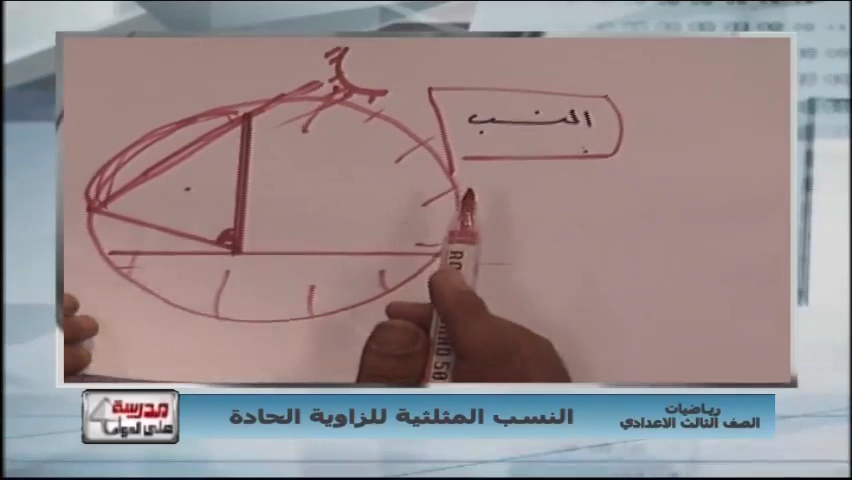 النسب
النسب المثلثية للزاوية الحادة
رياضيات
الصف الثالث الاعدادي
مدرسة
على الهواء